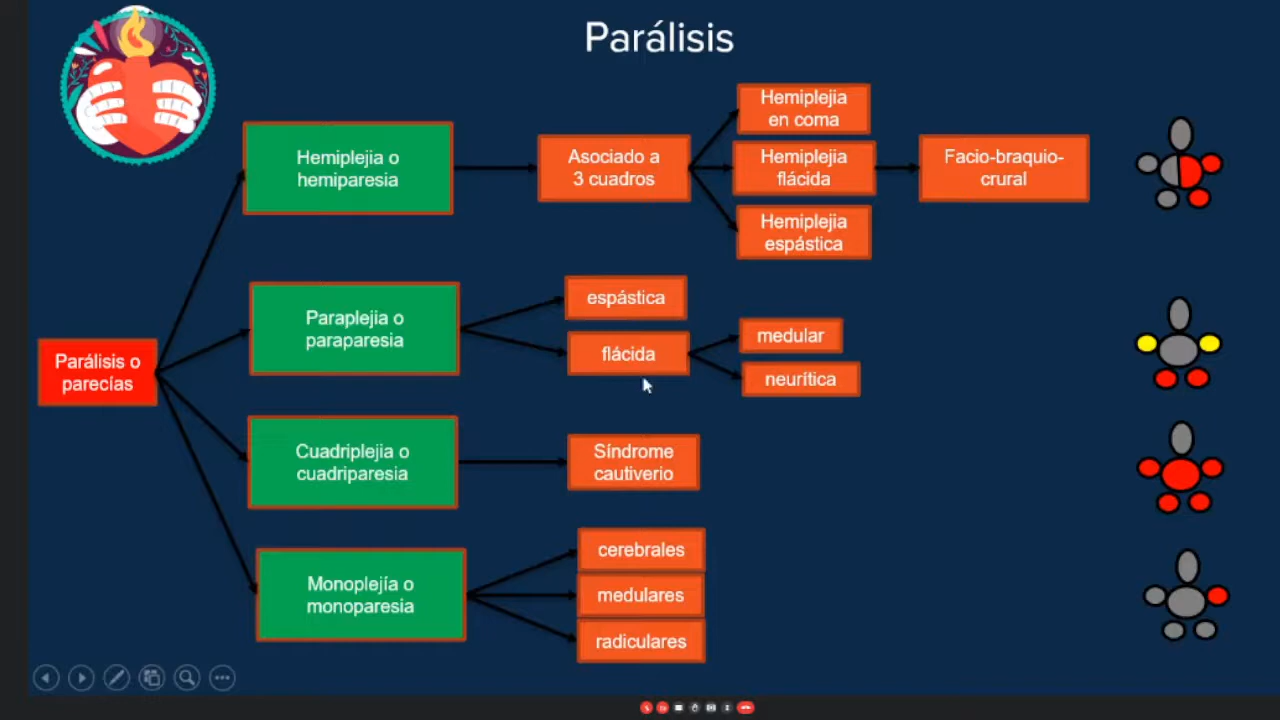 Parálisis
Parálisis o
parecías
Hemiplejia o
hemiparesia
Asociado a
3 cuadros
Hemiplejia
en coma
Hemiplejia
flácida
Hemiplejia
espástica
Facio-braquio-
crural
Paraplejia o
paraparesia
espástica
flácida
medular
neurítica
Cuadriplejia o
cuadriparesia
Síndrome
cautiverio
Monoplejía o
monoparesia
cerebrales
medulares
radiculares